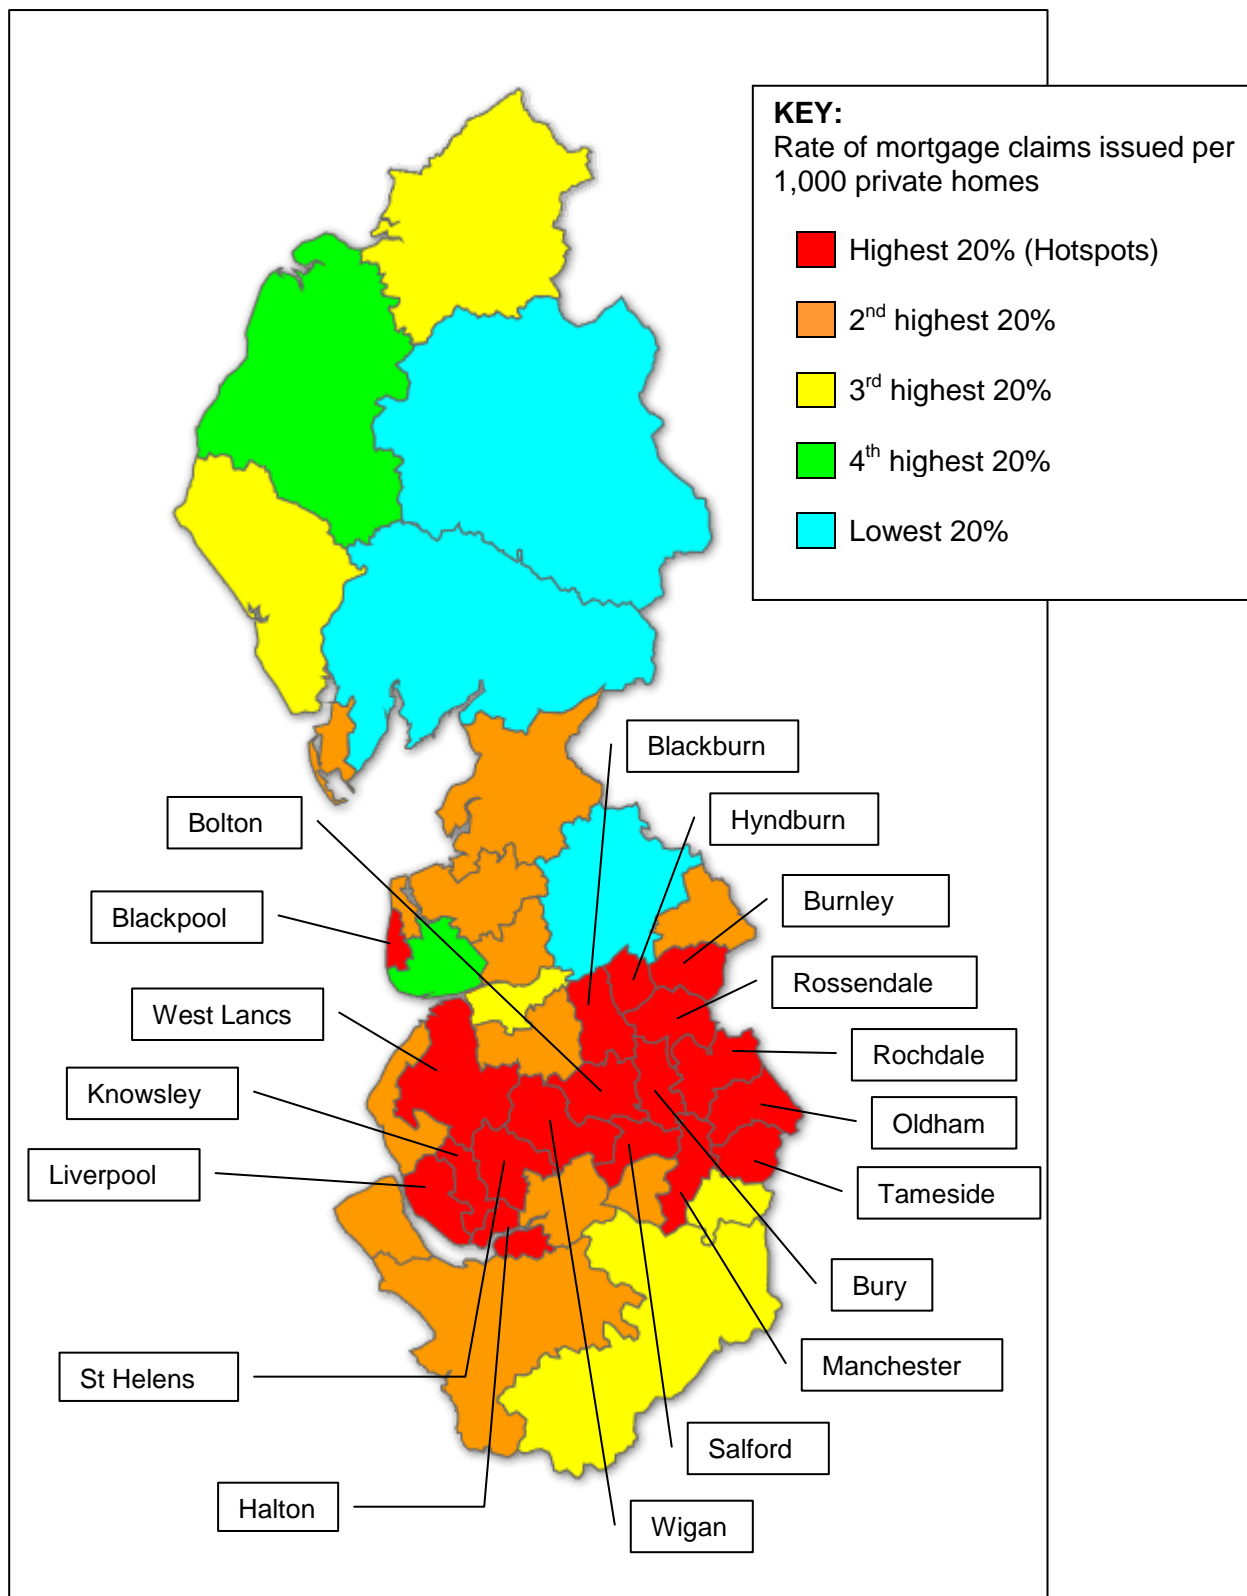 KEY:
Rate of mortgage claims issued per
1,000 private homes
Highest 20% (Hotspots)
2nd highest 20%
3rd highest 20%
4th highest 20%
Lowest 20%
Blackburn
Bolton
Hyndburn
Burnley
Blackpool
Rossendale
West Lancs
Rochdale
Knowsley
Oldham
Liverpool
Tameside
Bury
Manchester
St Helens
Salford
Halton
Wigan